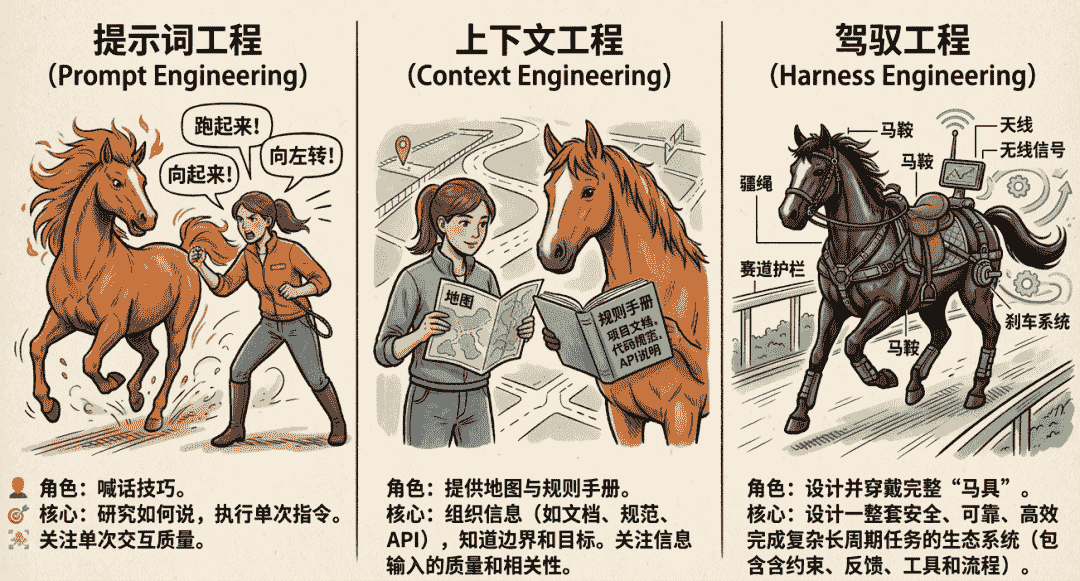 提示词工程
(Prompt Engineering)
跑起来!
向左转!
向起来!
角色：喊话技巧。
核心：研究如何说，执行单次指令。
关注单次交互质量。
上下文工程
(Context Engineering)
地图
规则手册
项目文档，
代码规范，
API说明
角色：提供地图与规则手册。
核心：组织信息（如文档、规范、
API），知道边界和目标。关注信息
输入的质量和相关性。
驾驭工程
(Harness Engineering)
马鞍
天线
无线信号
马鞍
疆绳
赛道护栏
刹车系统
马鞍
角色：设计并穿戴完整“马具”。
核心：设计一整套安全、可靠、高效
完成复杂长周期任务的生态系统（包
含含约束、反馈、工具和流程）。